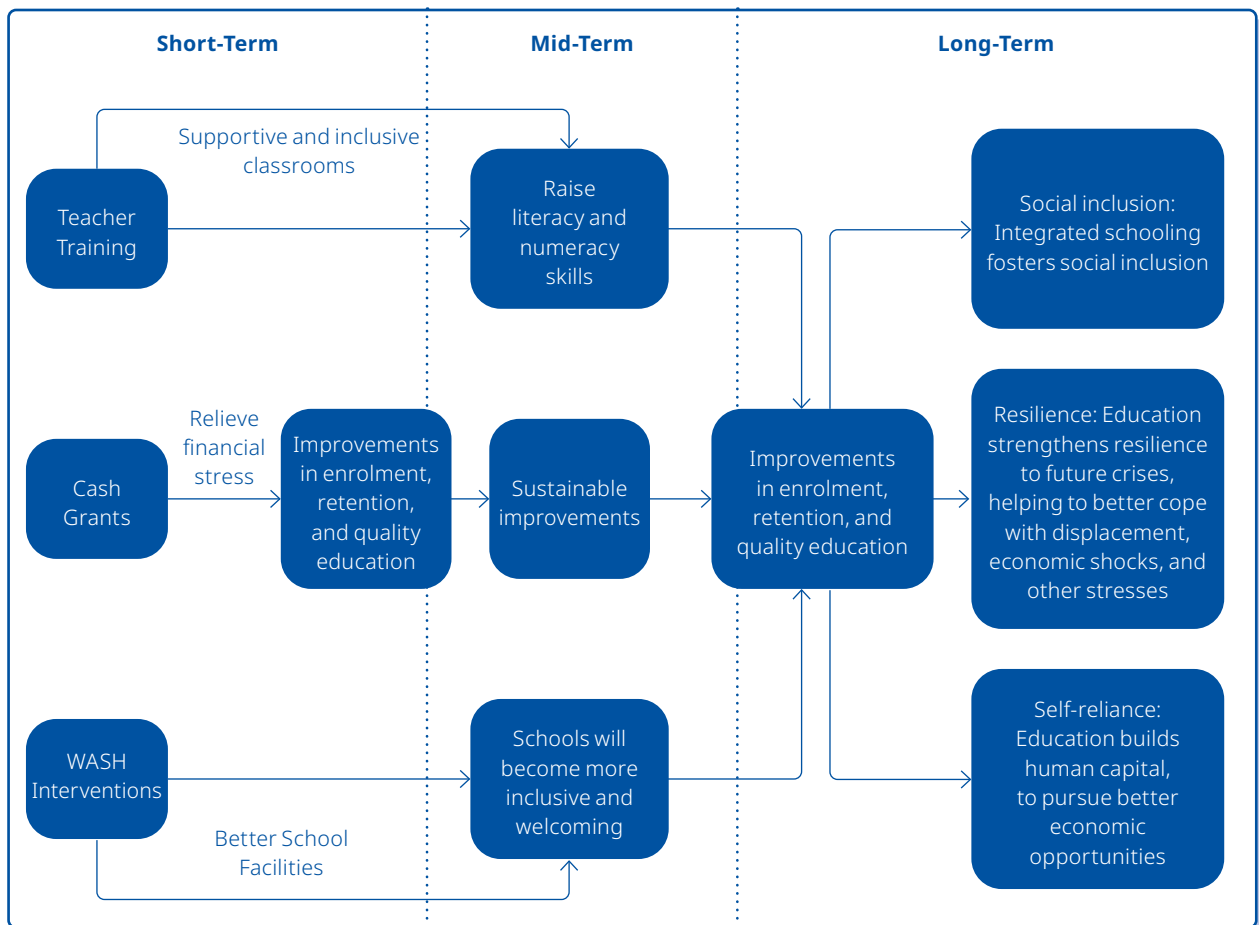 Short-Term
Mid-Term
Long-Term
Supportive and inclusive
classrooms
Teacher
Training
Raise
literacy and
numeracy
skills
Social inclusion:
Integrated schooling
fosters social inclusion
Cash
Grants
Relieve
financial
stress
Improvements
in enrolment,
retention,
and quality
education
Sustainable
improvements
Improvements
in enrolment,
retention, and
quality education
Resilience: Education
strengthens resilience
to future crises,
helping to better cope
with displacement,
economic shocks, and
other stresses
WASH
Interventions
Better School
Facilities
Schools will
become more
inclusive and
welcoming
Self-reliance:
Education builds
human capital,
to pursue better
economic
opportunities